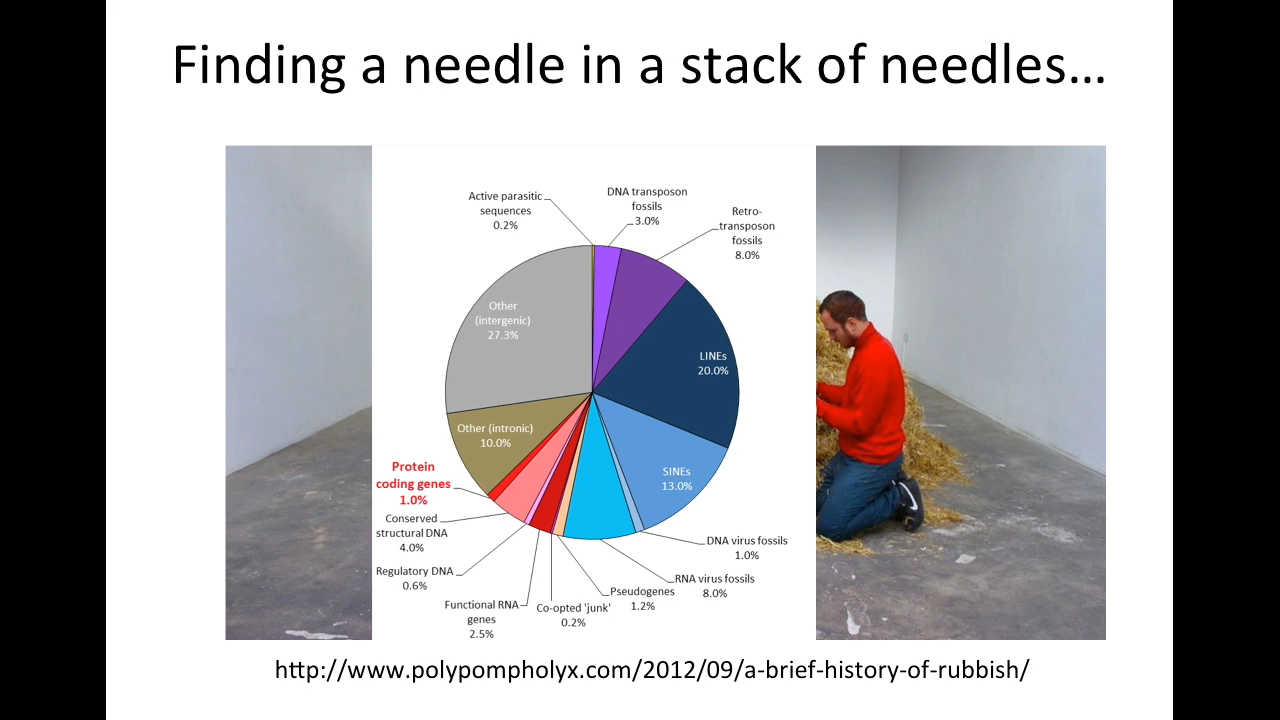 Finding a needle in a stack of needles…
Active parasitic
sequences
0.2%
DNA transposon
fossils
3.0%
Retro-
transposon
fossils
8.0%
LINEs
20.0%
SINEs
13.0%
DNA virus fossils
1.0%
RNA virus fossils
8.0%
Pseudogenes
1.2%
Co-opted 'junk'
0.2%
Functional RNA
genes
2.5%
Regulatory DNA
0.6%
Conserved
structural DNA
4.0%
Protein
coding genes
1.0%
Other (intronic)
10.0%
Other
(intergenic)
27.3%
http://www.polypompholyx.com/2012/09/a-brief-history-of-rubbish/